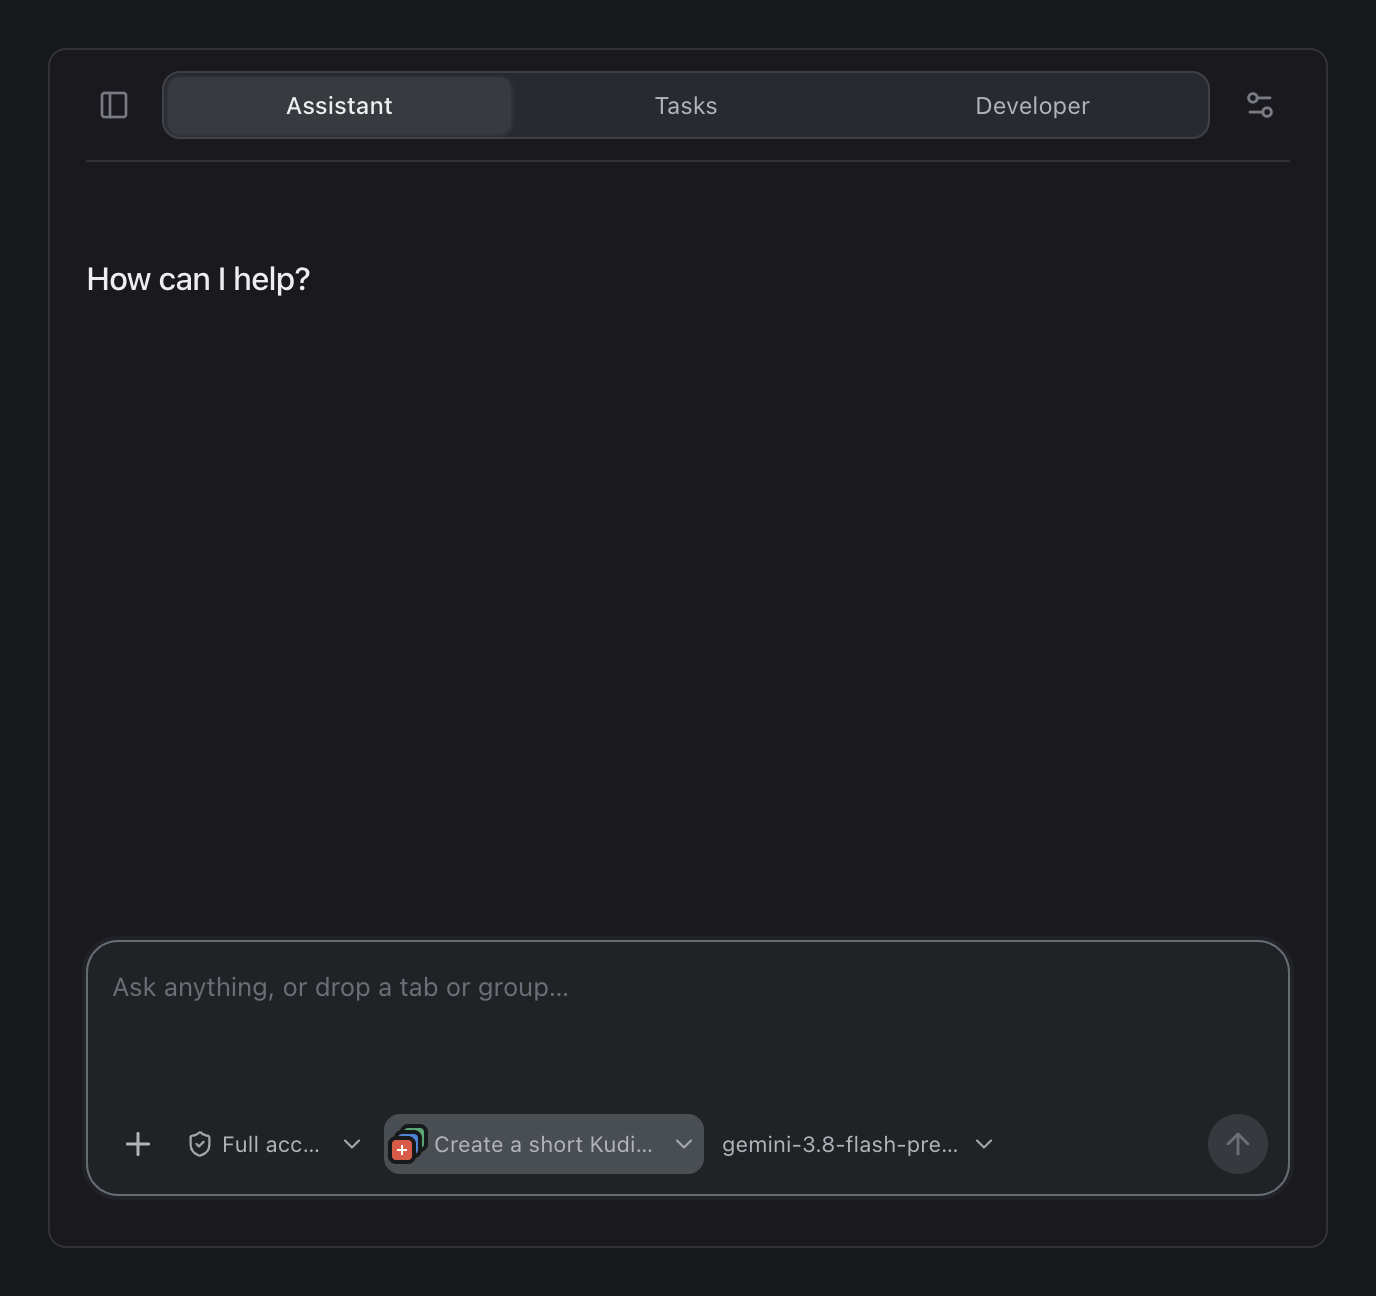 Assistant
Tasks
Developer
How can I help?
Ask anything, or drop a tab or group...
Full acc...
Create a short Kudi...
gemini-3.8-flash-pre...